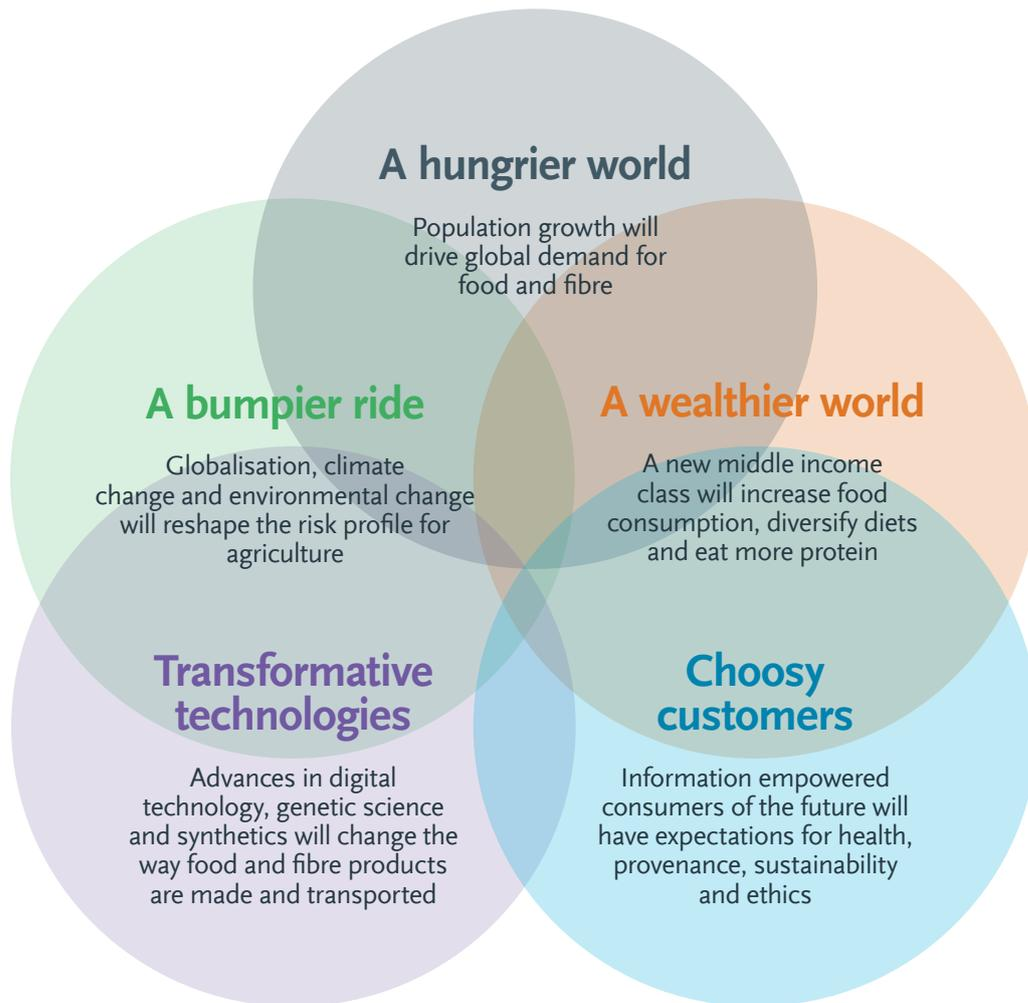 A hungrier world
Population growth will
drive global demand for
food and fibre
A bumpier ride
Globalisation, climate
change and environmental change
will reshape the risk profile for
agriculture
A wealthier world
A new middle income
class will increase food
consumption, diversify diets
and eat more protein
Transformative
technologies
Advances in digital
technology, genetic science
and synthetics will change the
way food and fibre products
are made and transported
Choosy
customers
Information empowered
consumers of the future will
have expectations for health,
provenance, sustainability
and ethics